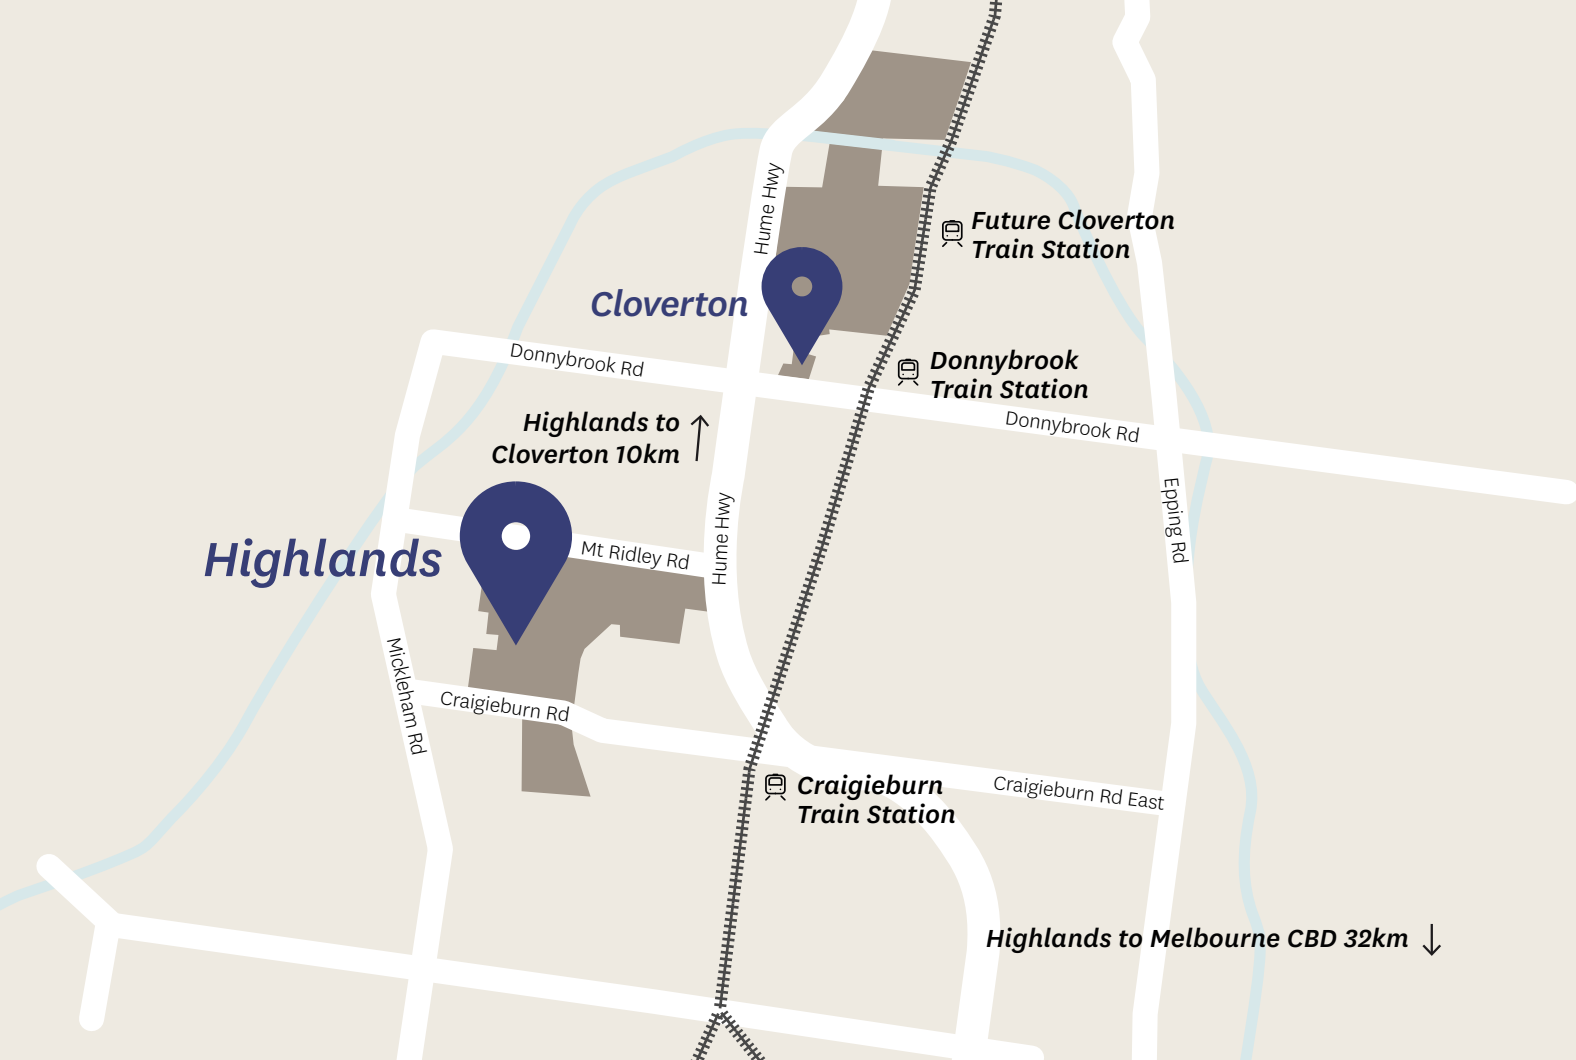 Hume Hwy
Future Cloverton
Train Station
Cloverton
Donnybrook Rd
Donnybrook
Train Station
Donnybrook Rd
Highlands to
Cloverton 10km
Highlands
Mt Ridley Rd
Hume Hwy
Epping Rd
Mickleham Rd
Craigieburn Rd
Craigieburn
Train Station
Craigieburn Rd East
Highlands to Melbourne CBD 32km